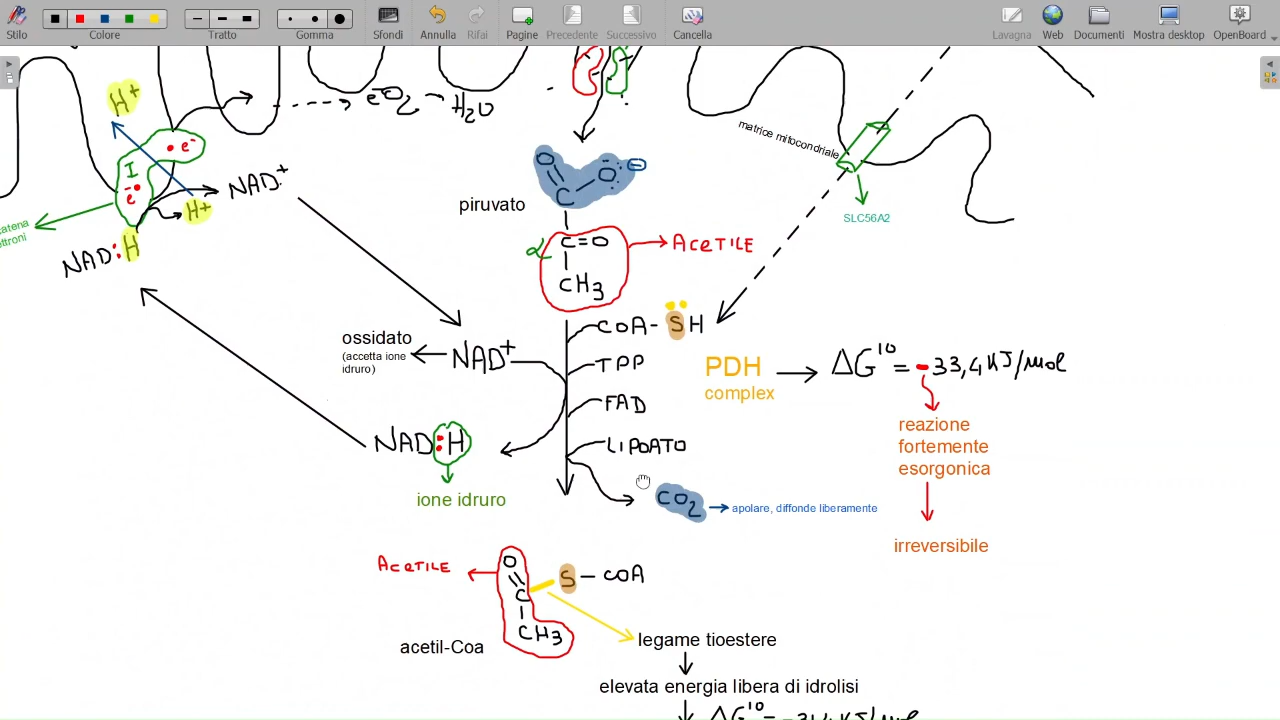 Stilo
Colore
Tratto
Gomma
Sfondi
Annulla
Rifai
Pagine
Precedente
Successivo
Cancella
Lavagna
Web
Documenti
Mostra desktop
OpenBoard
H+
e-
I
e-
H+
NAD+
NAD:H
catena
elettroni
O2
H2O
matrice mitocondriale
SLC56A2
piruvato
O
O
C
α
C=O
CH3
ACETILE
COA-SH
TPP
FAD
LIPOATO
ossidato
(accetta ione
idruro)
NAD+
NAD:H
ione idruro
PDH
complex
ΔG'° = -33,4 KJ/mol
reazione
fortemente
esorgonica
irreversibile
CO2
apolare, diffonde liberamente
ACETILE
O
C
S - COA
CH3
acetil-Coa
legame tioestere
elevata energia libera di idrolisi